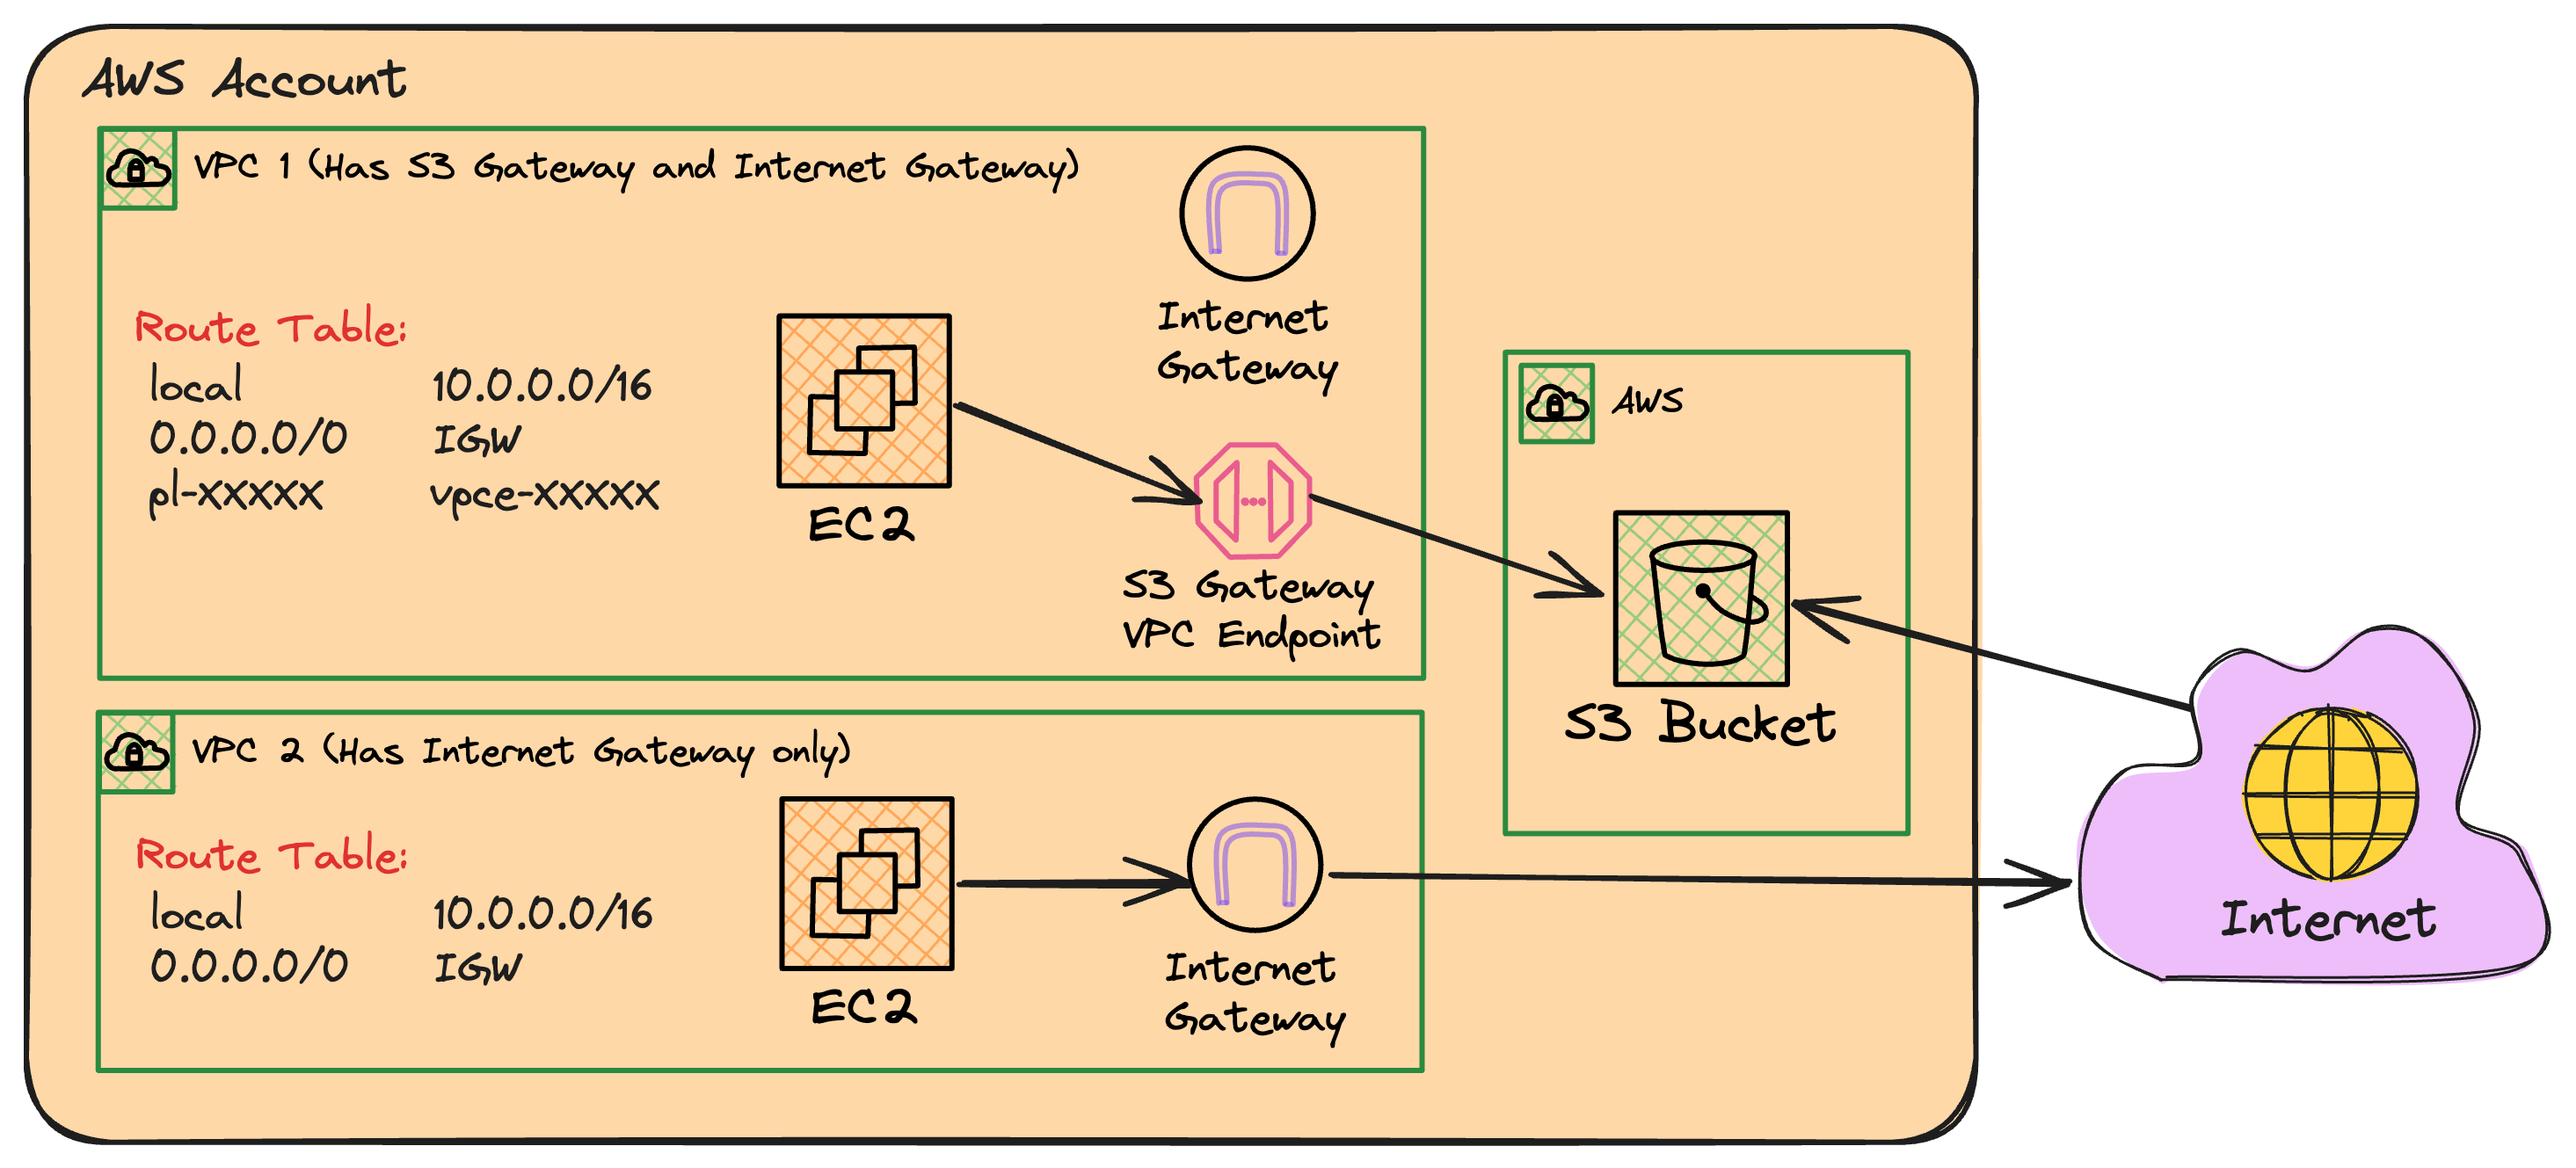 AWS Account
VPC 1 (Has S3 Gateway and Internet Gateway)
Route Table:
local 10.0.0.0/16
0.0.0.0/0 IGW
pl-XXXXX vpce-XXXXX
EC2
Internet
Gateway
S3 Gateway
VPC Endpoint
AWS
S3 Bucket
VPC 2 (Has Internet Gateway only)
Route Table:
local 10.0.0.0/16
0.0.0.0/0 IGW
EC2
Internet
Gateway
Internet